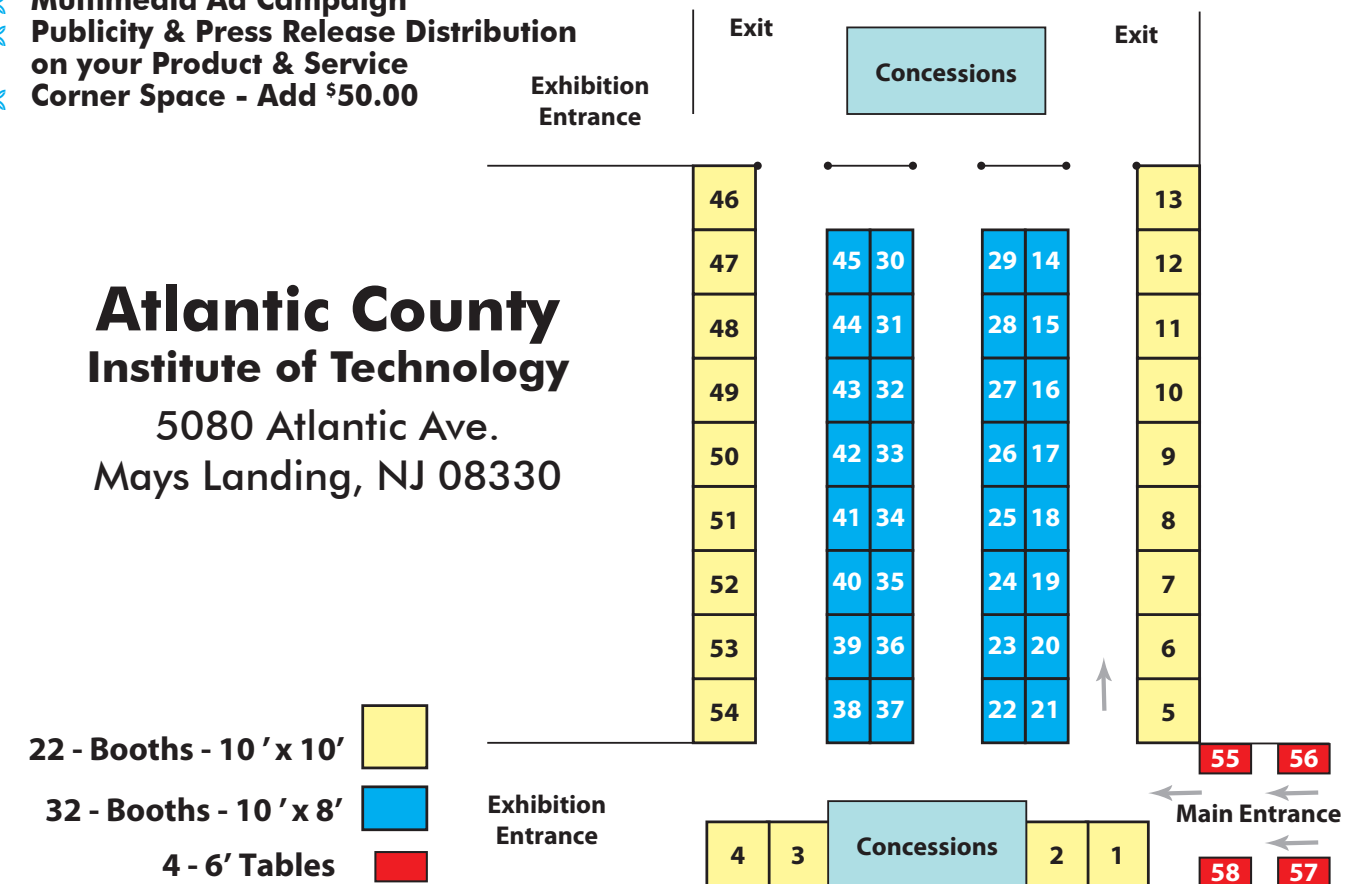 Multimedia Ad Campaign
Publicity & Press Release Distribution
on your Product & Service
Corner Space - Add $50.00
Exit
Exit
Concessions
Exhibition
Entrance
Atlantic County
Institute of Technology
5080 Atlantic Ave.
Mays Landing, NJ 08330
46 13
47 45 30 29 14 12
48 44 31 28 15 11
49 43 32 27 16 10
50 42 33 26 17 9
51 41 34 25 18 8
52 40 35 24 19 7
53 39 36 23 20 6
54 38 37 22 21 5
22 - Booths - 10 ' x 10'
32 - Booths - 10 ' x 8'
4 - 6' Tables
Exhibition
Entrance
4 3 Concessions 2 1
55 56
Main Entrance
58 57